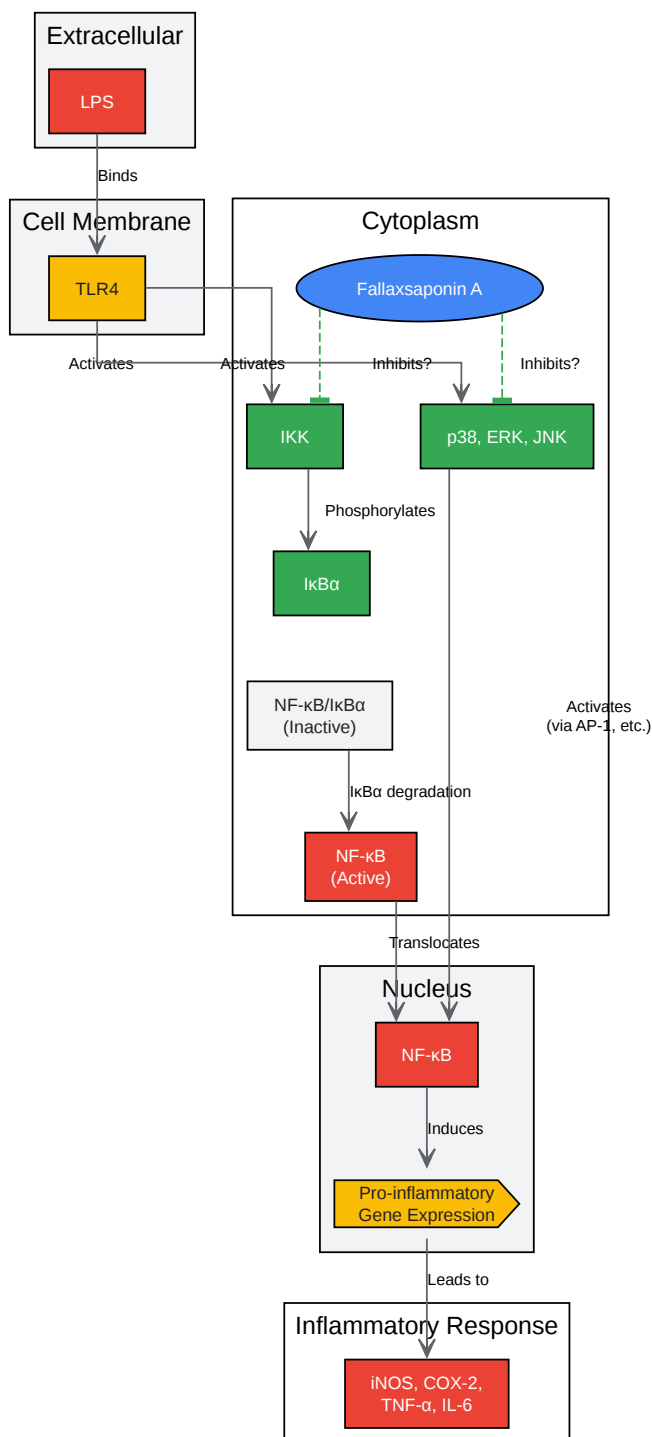 Extracellular
LPS
Binds
Cell Membrane
Cytoplasm
TLR4
Fallaxsaponin A
Activates
Activates
Inhibits?
Inhibits?
IKK
p38, ERK, JNK
Phosphorylates
IκBα
NF-κB/IκBα
(Inactive)
Activates
(via AP-1, etc.)
IκBα degradation
NF-κB
(Active)
Translocates
Nucleus
NF-κB
Induces
Pro-inflammatory
Gene Expression
Leads to
Inflammatory Response
iNOS, COX-2,
TNF-α, IL-6